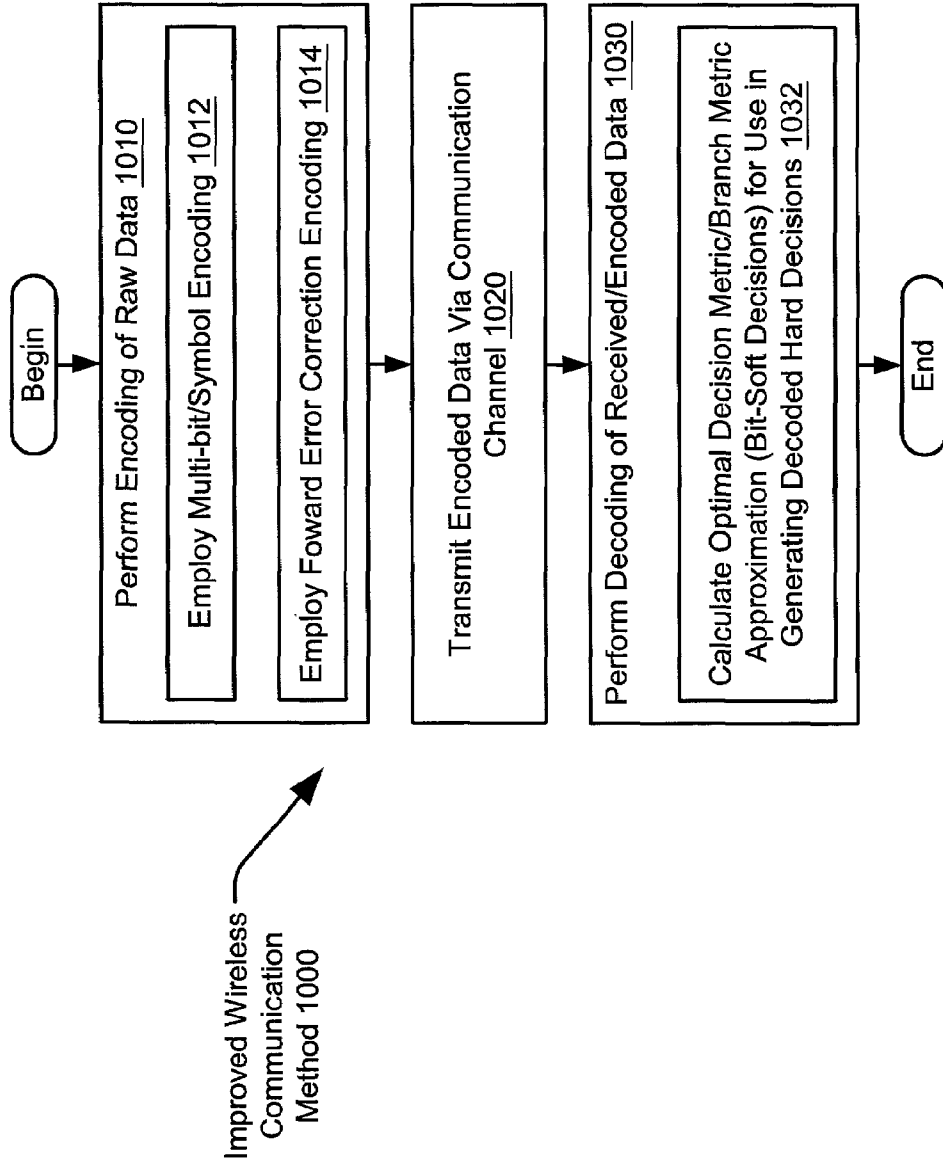 Begin
Perform Encoding of Raw Data 1010
Employ Multi-bit/Symbol Encoding 1012
Employ Foward Error Correction Encoding 1014
Transmit Encoded Data Via Communication
Channel 1020
Perform Decoding of Received/Encoded Data 1030
Calculate Optimal Decision Metric/Branch Metric
Approximation (Bit-Soft Decisions) for Use in
Generating Decoded Hard Decisions 1032
End
Improved Wireless
Communication
Method 1000